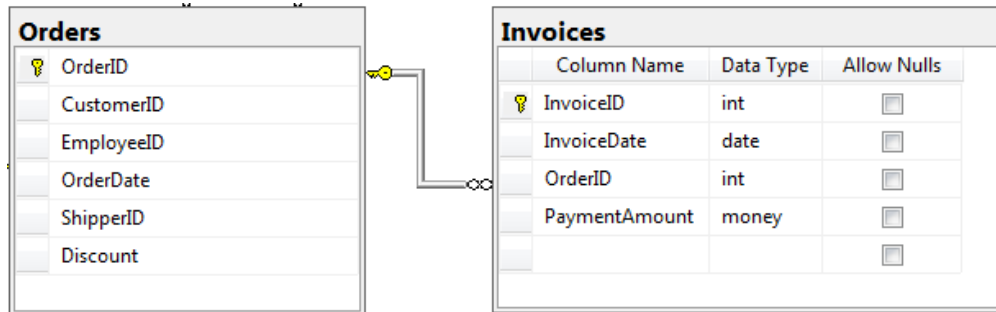 Orders
OrderID
CustomerID
EmployeeID
OrderDate
ShipperID
Discount
Invoices
Column Name Data Type Allow Nulls
InvoiceID int
InvoiceDate date
OrderID int
PaymentAmount money